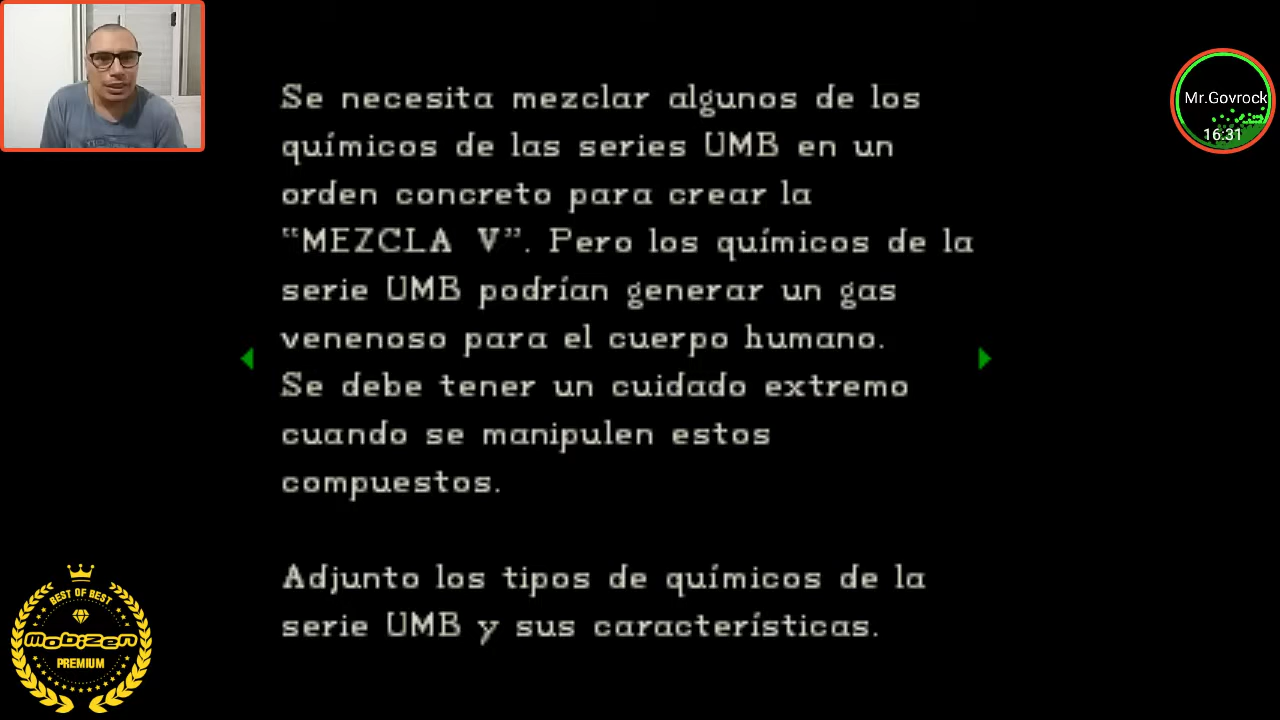 Se necesita mezclar algunos de los
químicos de las series UMB en un
orden concreto para crear la
“MEZCLA V”. Pero los químicos de la
serie UMB podrían generar un gas
venenoso para el cuerpo humano.
Se debe tener un cuidado extremo
cuando se manipulen estos
compuestos.
Adjunto los tipos de químicos de la
serie UMB y sus características.
Mr.Govrock
16:31
BEST OF BEST
mobizen
PREMIUM